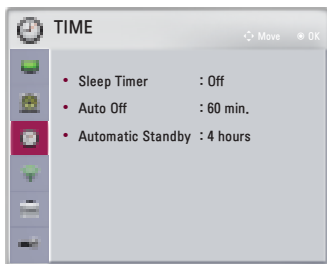 TIME
Move OK
• Sleep Timer : Off
• Auto Off : 60 min.
• Automatic Standby : 4 hours